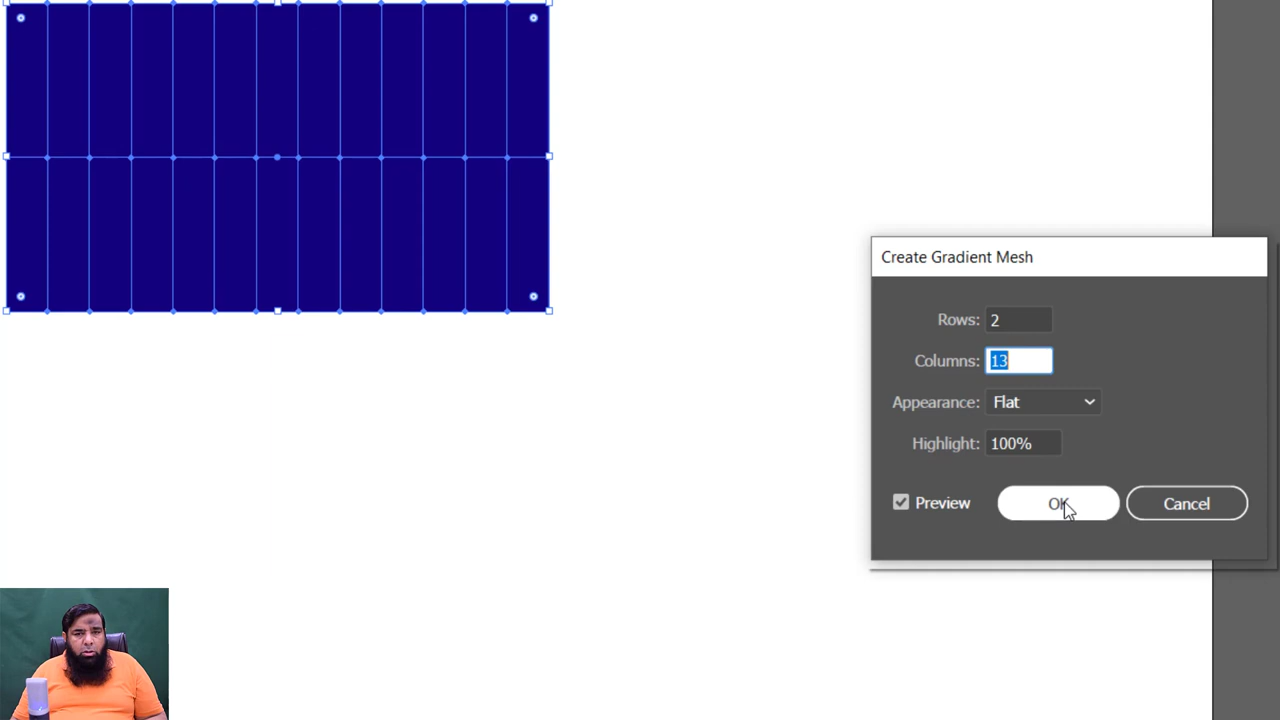 Create Gradient Mesh
Rows: 2
Columns: 13
Appearance: Flat
Highlight: 100%
Preview OK Cancel